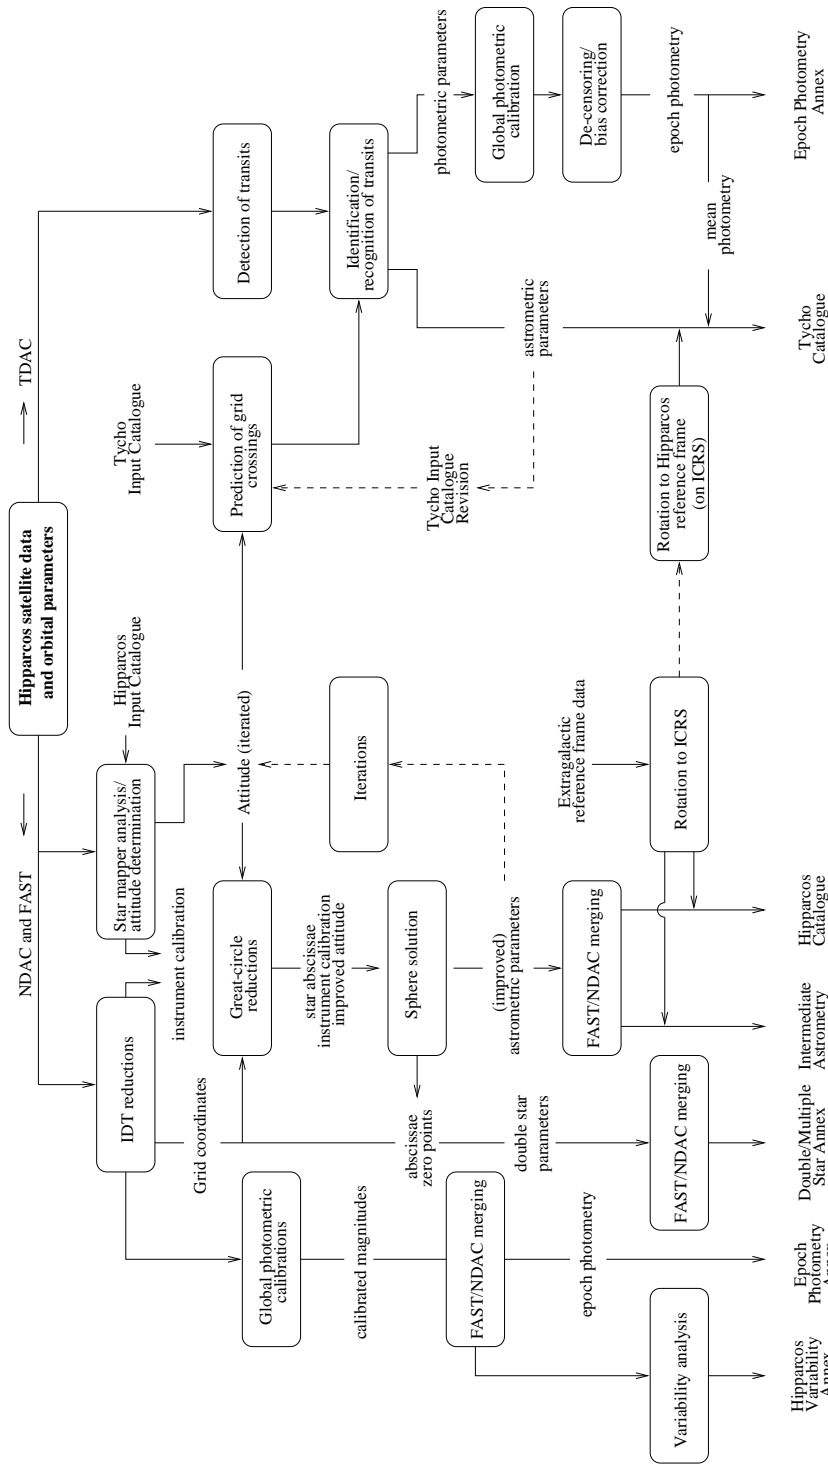 Hipparcos satellite data
and orbital parameters
NDAC and FAST
TDAC
Hipparcos
Input Catalogue
Tycho
Input Catalogue
IDT reductions
Star mapper analysis/
attitude determination
Grid coordinates
instrument calibration
Global photometric
calibrations
Great-circle
reductions
Attitude (iterated)
Prediction of grid
crossings
Detection of transits
calibrated magnitudes
star abscissae
instrument calibration
improved attitude
Iterations
Identification/
recognition of transits
abscissae
zero points
Sphere solution
Tycho Input
Catalogue
Revision
photometric parameters
FAST/NDAC merging
Global photometric
calibration
double star
parameters
(improved)
astrometric parameters
astrometric
parameters
epoch photometry
FAST/NDAC merging
Extragalactic
reference frame data
De-censoring/
bias correction
epoch photometry
Variability analysis
FAST/NDAC merging
Rotation to ICRS
Rotation to Hipparcos
reference frame
(on ICRS)
mean
photometry
Hipparcos
Variability
Annex
Epoch
Photometry
Annex
Double/Multiple
Star Annex
Intermediate
Astrometry
Hipparcos
Catalogue
Tycho
Catalogue
Epoch Photometry
Annex